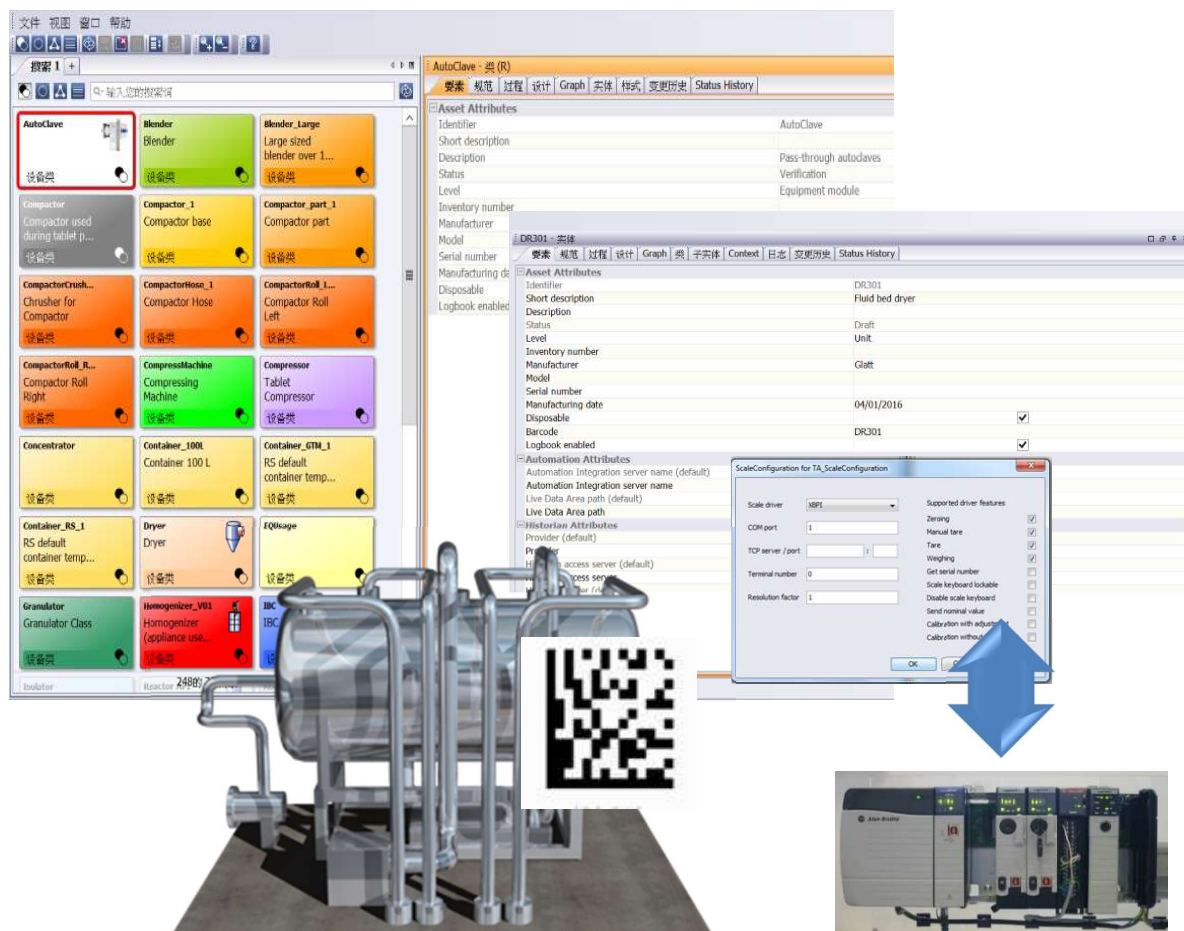 文件 视图 窗口 帮助
搜索 1 +
输入您的搜索词
AutoClave
设备类
Blender
Blender
设备类
Blender_Large
Large sized
blender over 1...
设备类
Compactor
Compactor used
during tablet p...
设备类
Compactor_1
Compactor base
设备类
Compactor_part_1
Compactor part
设备类
CompactorCrush...
Chrusher for
Compactor
设备类
CompactorHose_1
Compactor Hose
设备类
CompactorRoll_L...
Compactor Roll
Left
设备类
CompactorRoll_R...
Compactor Roll
Right
设备类
CompressMachine
Compressing
Machine
设备类
Compressor
Tablet
Compressor
设备类
Concentrator
设备类
Container_100L
Container 100 L
设备类
Container_GTM_1
RS default
container temp...
设备类
Container_RS_1
RS default
container temp...
设备类
Dryer
Dryer
设备类
EQUsage
设备类
Granulator
Granulator Class
设备类
Homogenizer_V01
Homogenizer
(appliance use...
设备类
IBC
IBC
Isolator
AutoClave - 类 (R)
要素 规范 过程 设计 Graph 实体 样式 变更历史 Status History
Asset Attributes
Identifier AutoClave
Short description
Description Pass-through autoclaves
Status Verification
Level Equipment module
Inventory number
Manufacturer
Model
Serial number
Manufacturing da
Disposable
Logbook enabled
DR301 - 实体
要素 规范 过程 设计 Graph 类 子实体 Context 日志 变更历史 Status History
Asset Attributes
Identifier DR301
Short description Fluid bed dryer
Description
Status Draft
Level Unit
Inventory number
Manufacturer Glatt
Model
Serial number
Manufacturing date 04/01/2016
Disposable
Barcode DR301
Logbook enabled
Automation Attributes
Automation Integration server name (default)
Automation Integration server name
Live Data Area path (default)
Live Data Area path
Historian Attributes
Provider (default)
access server (default)
ScaleConfiguration for TA_ScaleConfiguration
Scale driver XBPI
COM port 1
TCP server / port :
Terminal number 0
Resolution factor 1
Supported driver features
Zeroing
Manual tare
Tare
Weighing
Get serial number
Scale keyboard lockable
Disable scale keyboard
Send nominal value
Calibration with adjustment
Calibration without
OK
Allen-Bradley